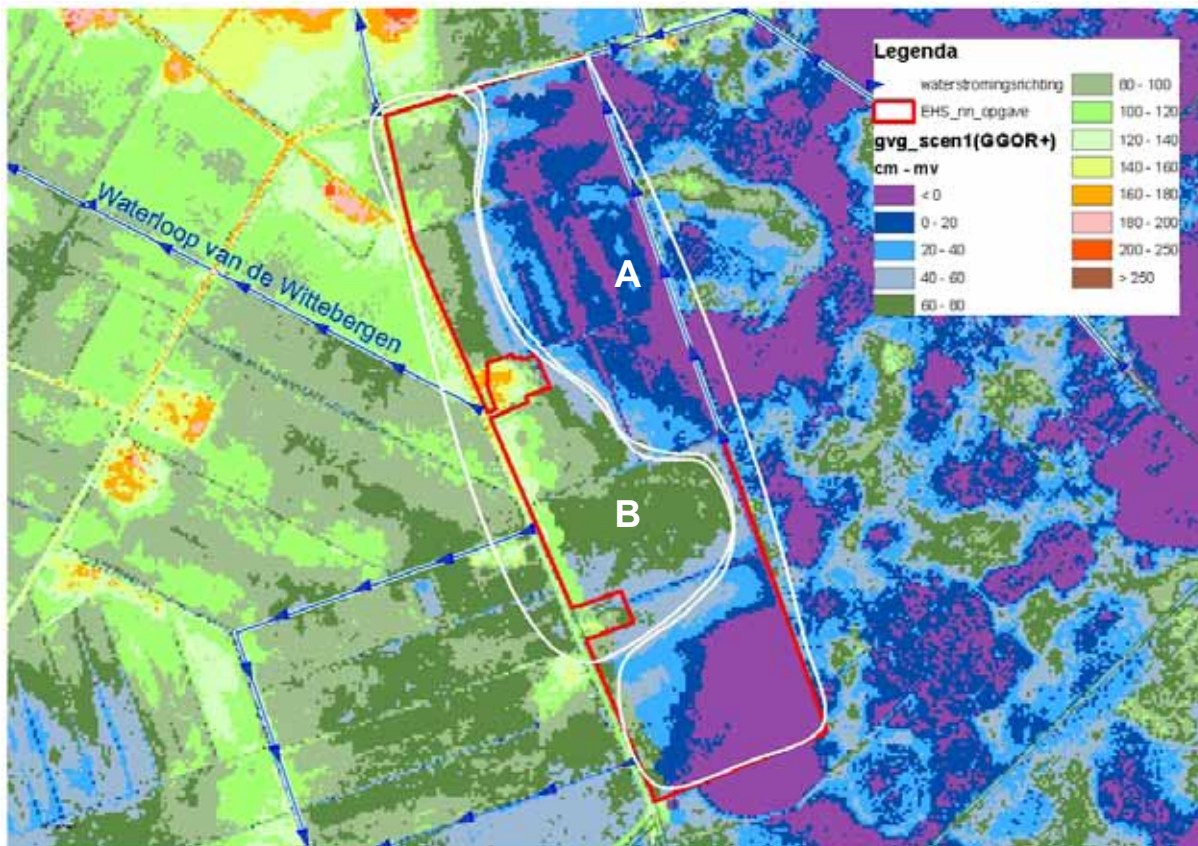 Legenda
waterstromingsrichting
EHS_nn_opgave
gvg_scen1(GGOR+)
cm - mv
< 0
0 - 20
20 - 40
40 - 60
60 - 80
80 - 100
100 - 120
120 - 140
140 - 160
160 - 180
180 - 200
200 - 250
> 250
Waterloop van de Wittebergen
A
B